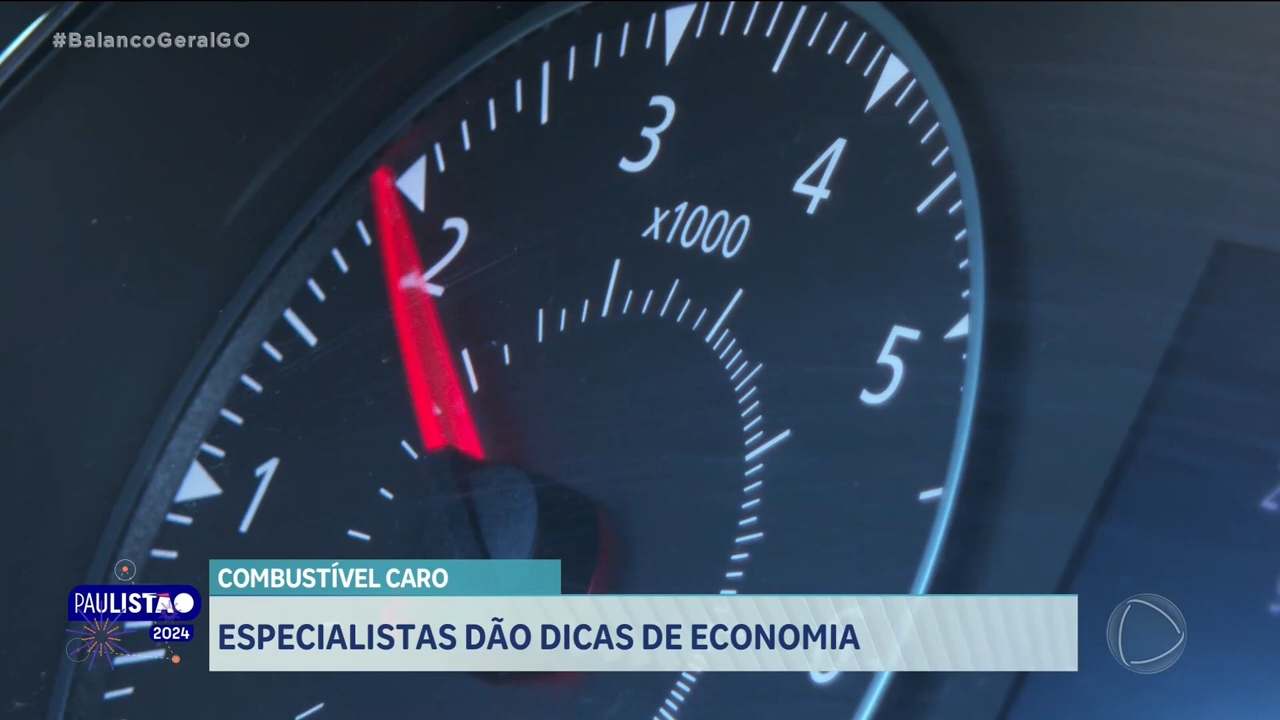 #BalancoGeralGO
3
4
x1000
2
5
1
COMBUSTÍVEL CARO
PAULISTÃO
2024
ESPECIALISTAS DÃO DICAS DE ECONOMIA